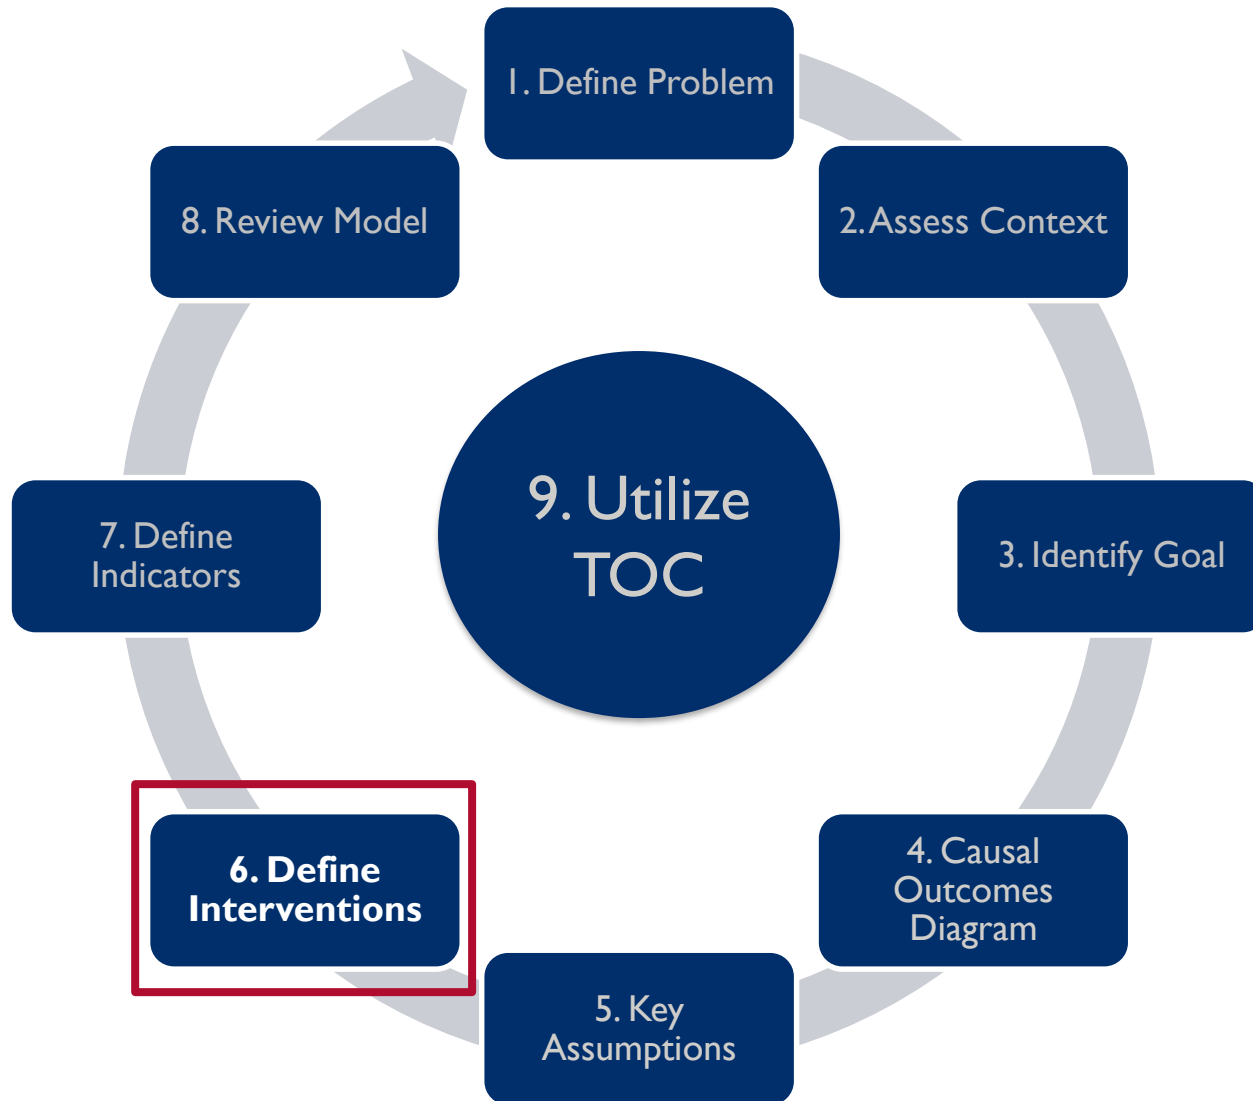 1. Define Problem
2. Assess Context
3. Identify Goal
4. Causal
Outcomes
Diagram
5. Key
Assumptions
6. Define
Interventions
7. Define
Indicators
8. Review Model
9. Utilize
TOC